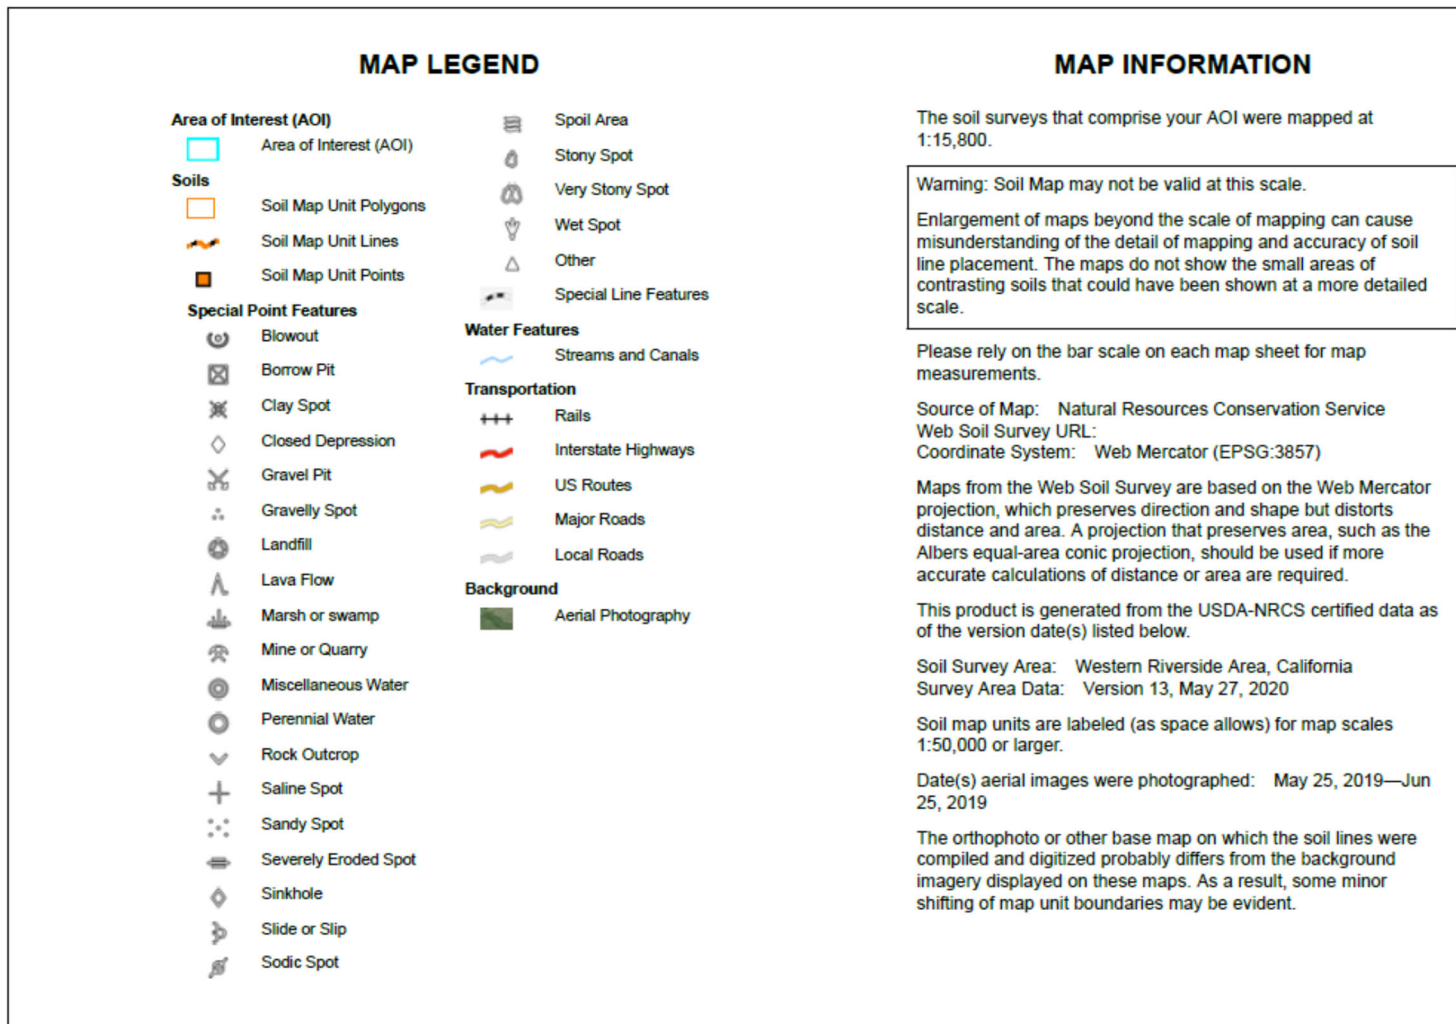 MAP LEGEND
Area of Interest (AOI)
Area of Interest (AOI)
Soils
Soil Map Unit Polygons
Soil Map Unit Lines
Soil Map Unit Points
Special Point Features
Blowout
Borrow Pit
Clay Spot
Closed Depression
Gravel Pit
Gravelly Spot
Landfill
Lava Flow
Marsh or swamp
Mine or Quarry
Miscellaneous Water
Perennial Water
Rock Outcrop
Saline Spot
Sandy Spot
Severely Eroded Spot
Sinkhole
Slide or Slip
Sodic Spot
Spoil Area
Stony Spot
Very Stony Spot
Wet Spot
Other
Special Line Features
Water Features
Streams and Canals
Transportation
Rails
Interstate Highways
US Routes
Major Roads
Local Roads
Background
Aerial Photography
MAP INFORMATION
The soil surveys that comprise your AOI were mapped at
1:15,800.
Warning: Soil Map may not be valid at this scale.
Enlargement of maps beyond the scale of mapping can cause
misunderstanding of the detail of mapping and accuracy of soil
line placement. The maps do not show the small areas of
contrasting soils that could have been shown at a more detailed
scale.
Please rely on the bar scale on each map sheet for map
measurements.
Source of Map: Natural Resources Conservation Service
Web Soil Survey URL:
Coordinate System: Web Mercator (EPSG:3857)
Maps from the Web Soil Survey are based on the Web Mercator
projection, which preserves direction and shape but distorts
distance and area. A projection that preserves area, such as the
Albers equal-area conic projection, should be used if more
accurate calculations of distance or area are required.
This product is generated from the USDA-NRCS certified data as
of the version date(s) listed below.
Soil Survey Area: Western Riverside Area, California
Survey Area Data: Version 13, May 27, 2020
Soil map units are labeled (as space allows) for map scales
1:50,000 or larger.
Date(s) aerial images were photographed: May 25, 2019—Jun
25, 2019
The orthophoto or other base map on which the soil lines were
compiled and digitized probably differs from the background
imagery displayed on these maps. As a result, some minor
shifting of map unit boundaries may be evident.